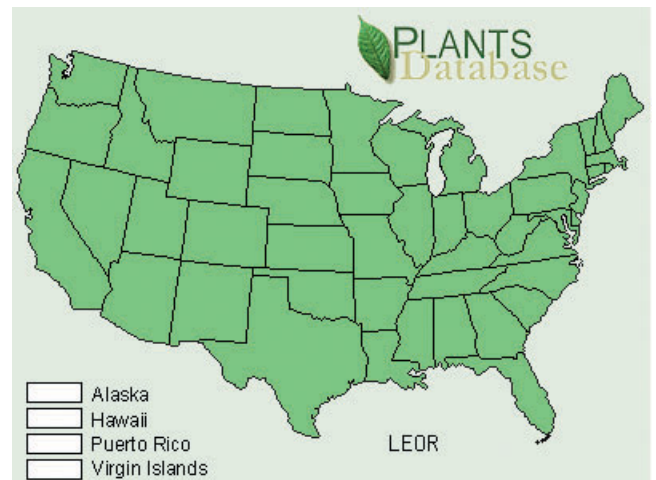 PLANTS
Database
Alaska
Hawaii
Puerto Rico
Virgin Islands
LEOR